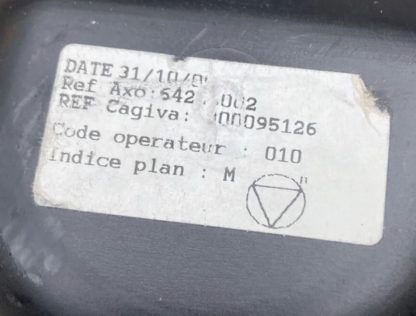 DATE
Ref Axo:
REF Cagiva:
Code operateur : 010
Indice plan : M